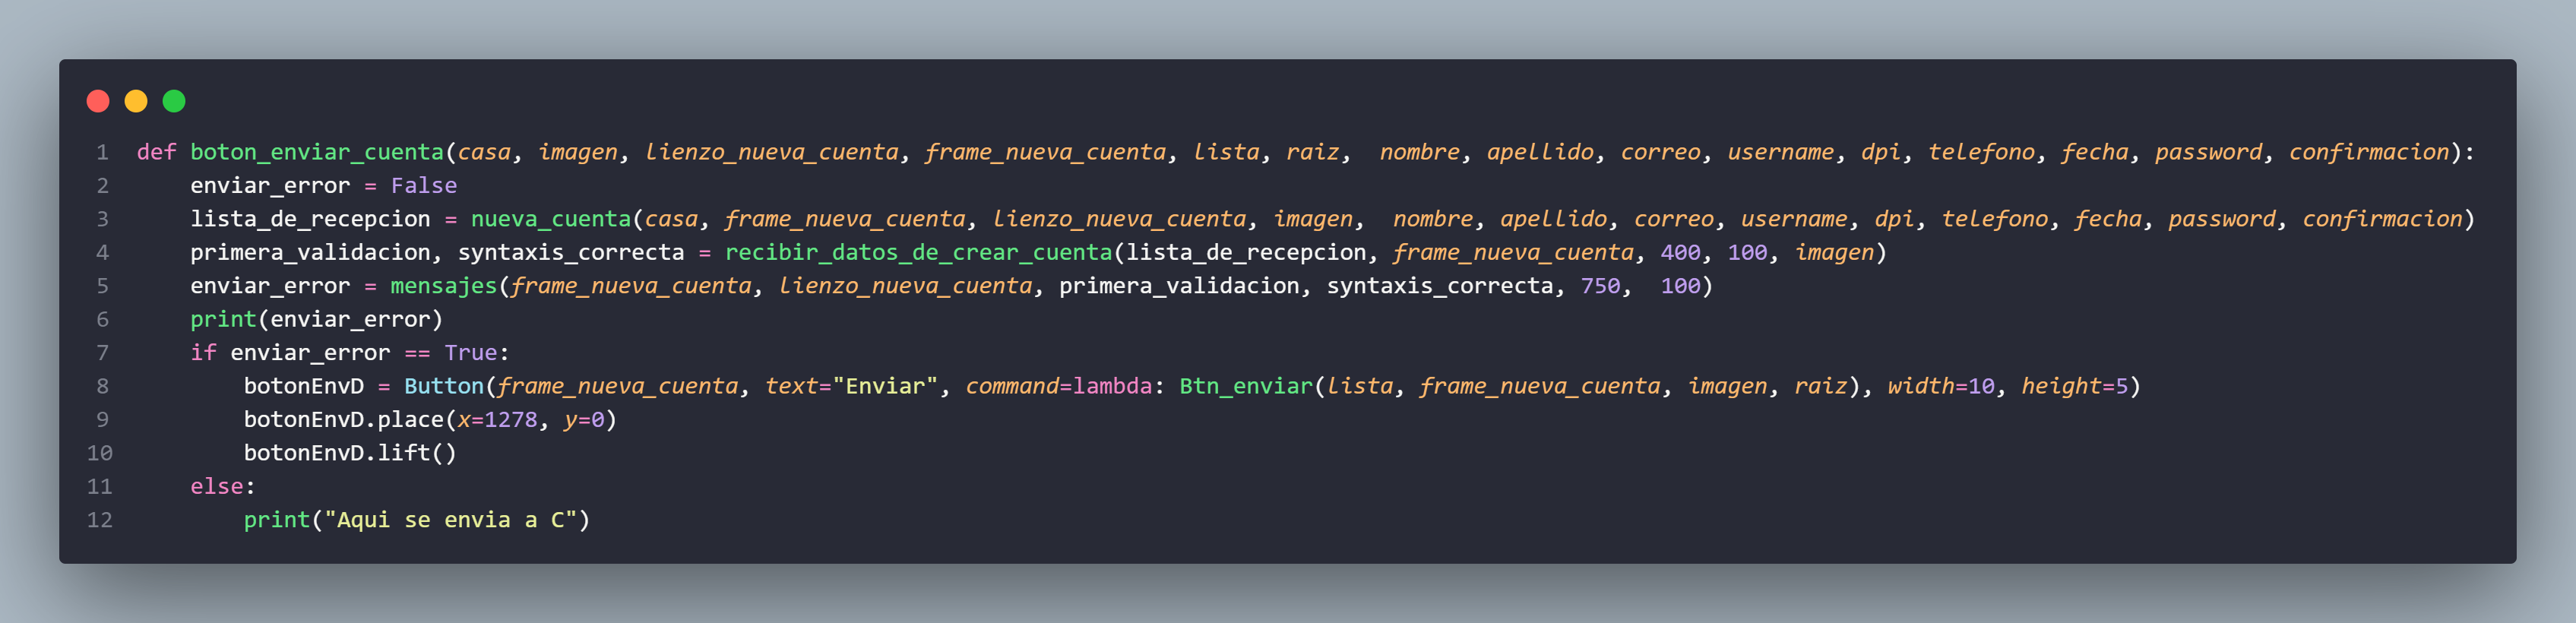 1 def boton_enviar_cuenta(casa, imagen, lienzo_nueva_cuenta, frame_nueva_cuenta, lista, raiz,  nombre, apellido, correo, username, dpi, telefono, fecha, password, confirmacion):
2     enviar_error = False
3     lista_de_recepcion = nueva_cuenta(casa, frame_nueva_cuenta, lienzo_nueva_cuenta, imagen,  nombre, apellido, correo, username, dpi, telefono, fecha, password, confirmacion)
4     primera_validacion, syntaxis_correcta = recibir_datos_de_crear_cuenta(lista_de_recepcion, frame_nueva_cuenta, 400, 100, imagen)
5     enviar_error = mensajes(frame_nueva_cuenta, lienzo_nueva_cuenta, primera_validacion, syntaxis_correcta, 750,  100)
6     print(enviar_error)
7     if enviar_error == True:
8         botonEnvD = Button(frame_nueva_cuenta, text="Enviar", command=lambda: Btn_enviar(lista, frame_nueva_cuenta, imagen, raiz), width=10, height=5)
9         botonEnvD.place(x=1278, y=0)
10         botonEnvD.lift()
11     else:
12         print("Aqui se envia a C")